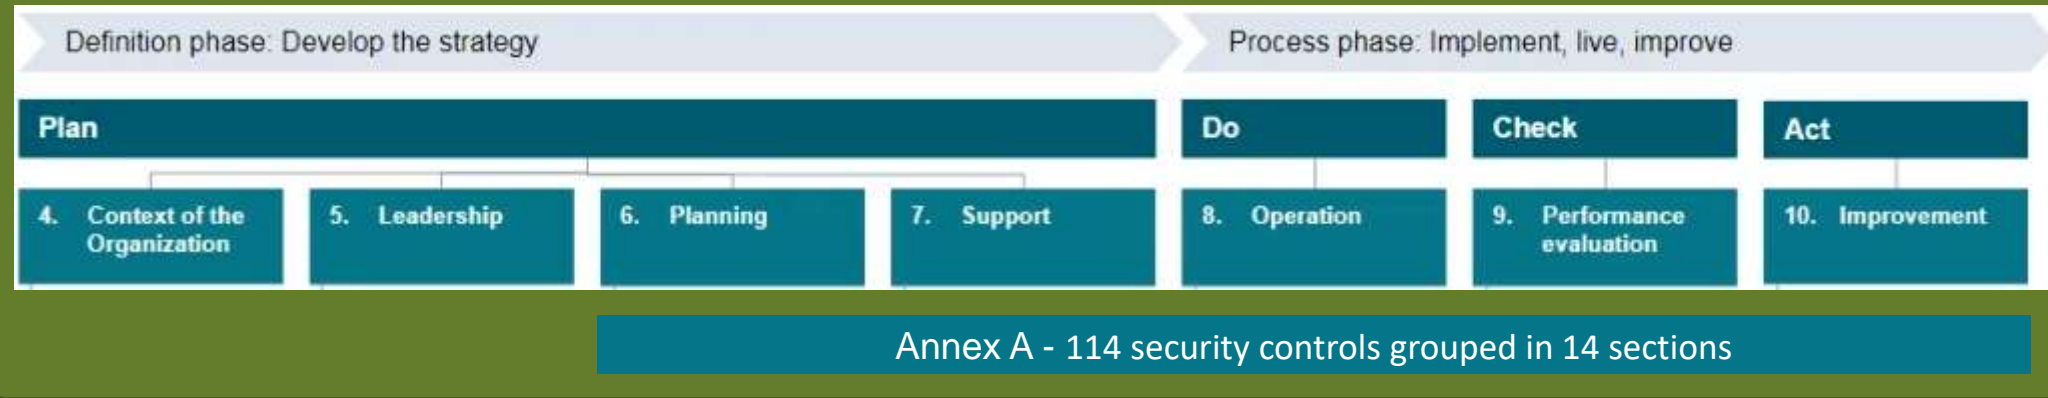 Definition phase: Develop the strategy
Process phase: Implement, live, improve
Plan
Do
Check
Act
4. Context of the
Organization
5. Leadership
6. Planning
7. Support
8. Operation
9. Performance
evaluation
10. Improvement
Annex A - 114 security controls grouped in 14 sections